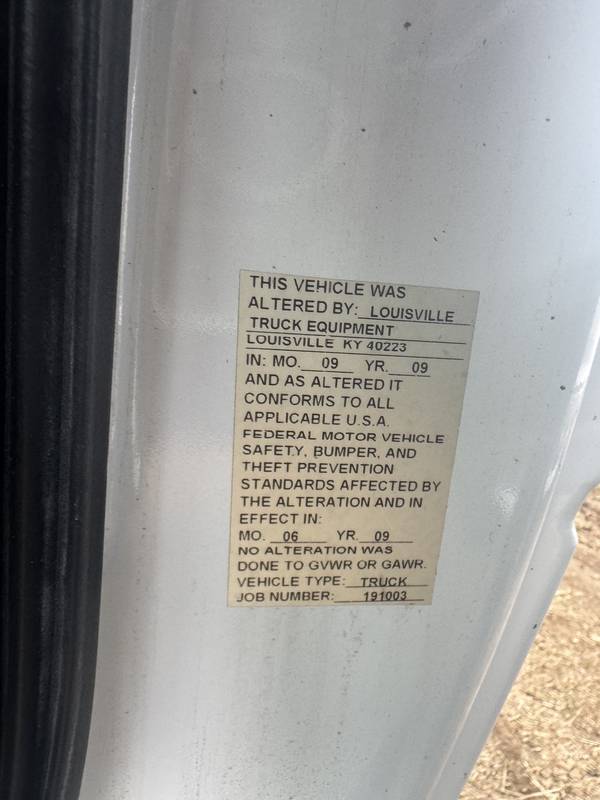 THIS VEHICLE WAS
ALTERED BY: LOUISVILLE
TRUCK EQUIPMENT
LOUISVILLE KY 40223
IN: MO. 09 YR. 09
AND AS ALTERED IT
CONFORMS TO ALL
APPLICABLE U.S.A.
FEDERAL MOTOR VEHICLE
SAFETY, BUMPER, AND
THEFT PREVENTION
STANDARDS AFFECTED BY
THE ALTERATION AND IN
EFFECT IN:
MO. 06 YR. 09
NO ALTERATION WAS
DONE TO GVWR OR GAWR.
VEHICLE TYPE: TRUCK
JOB NUMBER: 191003